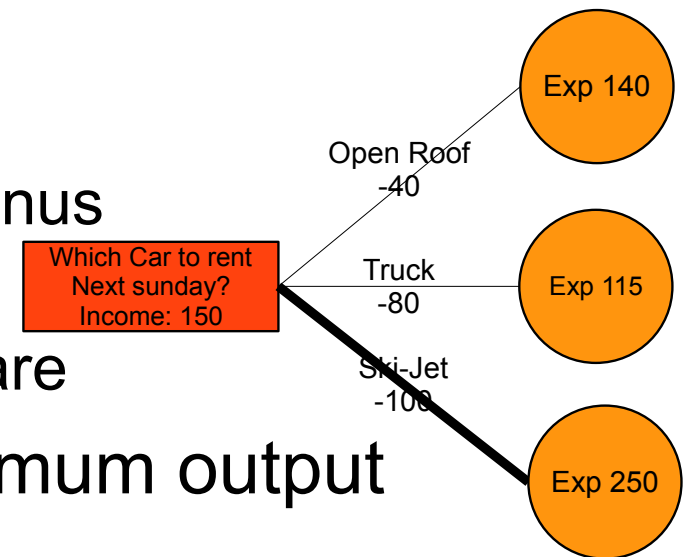 nus
are
mum output
Which Car to rent
Next sunday?
Income: 150
Open Roof
-40
Truck
-80
Ski-Jet
-100
Exp 140
Exp 115
Exp 250